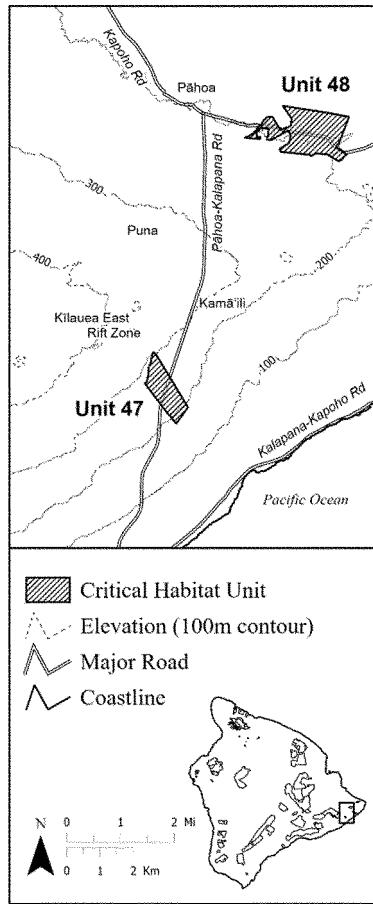 Kapoho Rd
Pāhoa
Unit 48
Pāhoa-Kalapana Rd
300
Puna
200
400
Kamā'ili
Kīlauea East
Rift Zone
100
Unit 47
Kalapana-Kapoho Rd
Pacific Ocean
Critical Habitat Unit
Elevation (100m contour)
Major Road
Coastline
N
0 1 2 Mi
0 1 2 Km